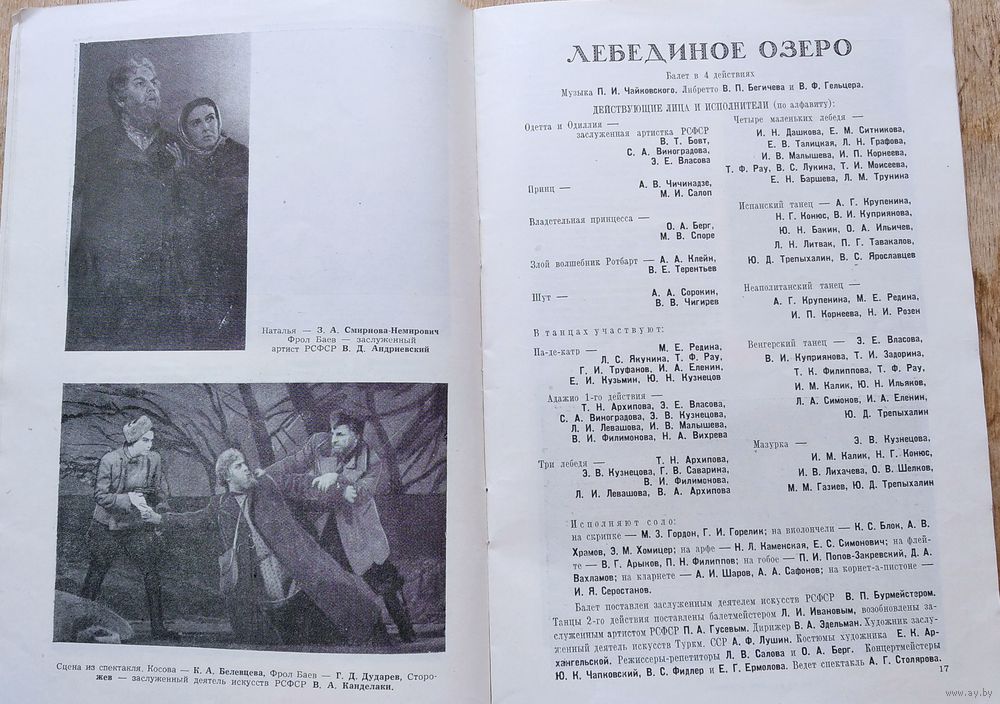 Наталья — З. А. Смирнова-Немирович
Фрол Баев — заслуженный
артист РСФСР В. Д. Андриевский
Сцена из спектакля, Косова — К. А. Белевцева, Фрол Баев — Г. Д. Дударев, Сторо-
жев — заслуженный деятель искусств РСФСР В. А. Канделаки.
ЛЕБЕДИНОЕ ОЗЕРО
Балет в 4 действиях
Музыка П. И. Чайковского. Либретто В. П. Бегичева и В. Ф. Гельцера.
ДЕЙСТВУЮЩИЕ ЛИЦА И ИСПОЛНИТЕЛИ (по алфавиту):
Одетта и Одиллия —
заслуженная артистка РСФСР
В. Т. Бовт,
С. А. Виноградова,
Э. Е. Власова
Принц —
А. В. Чичинадзе,
М. И. Салоп
Владетельная принцесса —
О. А. Берг,
М. В. Споре
Злой волшебник Ротбарт — А. А. Клейн,
В. Е. Терентьев
Шут —
А. А. Сорокин,
В. В. Чигирев
В танцах участвуют:
Па-де-катр —
М. Е. Редина,
Л. С. Якунина, Т. Ф. Рау,
Г. И. Труфанов, И. А. Еленин,
Е. И. Кузьмин, Ю. Н. Кузнецов
Адажио 1-го действия —
Т. Н. Архипова, Э. Е. Власова,
С. А. Виноградова, Э. В. Кузнецова,
Л. И. Левашова, И. В. Малышева,
В. И. Филимонова, Н. А. Вихрева
Три лебедя —
Т. Н. Архипова,
Э. В. Кузнецова, Г. В. Саварина,
В. И. Филимонова,
Л. И. Левашова, В. А. Архипова
Четыре маленьких лебедя —
И. Н. Дашкова, Е. М. Ситникова,
Е. В. Талицкая, Л. Н. Графова,
И. В. Малышева, И. П. Корнеева,
Т. Ф. Рау, В. С. Лукина, Т. И. Моисеева,
Е. Н. Баршева, Л. М. Трунина
Испанский танец — А. Г. Крупенина,
Н. Г. Конюс, В. И. Куприянова,
Ю. Н. Бакин, О. А. Ильичев,
Л. Н. Литвак, П. Г. Тавакалов,
Ю. Д. Трепыхалин, В. С. Ярославцев
Неаполитанский танец —
А. Г. Крупенина, М. Е. Редина,
И. П. Корнеева, Н. И. Розен
Венгерский танец — Э. Е. Власова,
В. И. Куприянова, Т. И. Задорина,
Т. К. Филиппова, Т. Ф. Рау,
И. М. Калик, Ю. Н. Ильяков,
Л. А. Симонов, И. А. Еленин,
Ю. Д. Трепыхалин
Мазурка —
Э. В. Кузнецова,
И. М. Калик, Н. Г. Конюс,
И. В. Лихачева, О. В. Шелков,
М. М. Газиев, Ю. Д. Трепыхалин
Исполняют соло:
на скрипке — М. З. Гордон, Г. И. Горелик; на виолончели — К. С. Блок, А. В.
Храмов, Э. М. Хомицер; на арфе — Н. Л. Каменская, Е. С. Симонович; на флей-
те — В. Г. Арыков, П. Н. Филиппов; на гобое — П. И. Попов-Закревский, Д. А.
Вахламов; на кларнете — А. И. Шаров, А. А. Сафонов; на корнет-а-пистоне —
И. Я. Серостанов.
Балет поставлен заслуженным деятелем искусств РСФСР В. П. Бурмейстером.
Танцы 2-го действия поставлены балетмейстером Л. И. Ивановым, возобновлены за-
служенным артистом РСФСР П. А. Гусевым. Дирижер В. А. Эдельман. Художник заслу-
женный деятель искусств Туркм. ССР А. Ф. Лушин. Костюмы художника Е. К. Ар-
хангельской. Режиссеры-репетиторы Л. В. Салова и О. А. Берг. Концертмейстеры
Ю. К. Чапковский, В. С. Фидлер и Е. Г. Ермолова. Ведет спектакль А. Г. Столярова.
17
www.ay.by